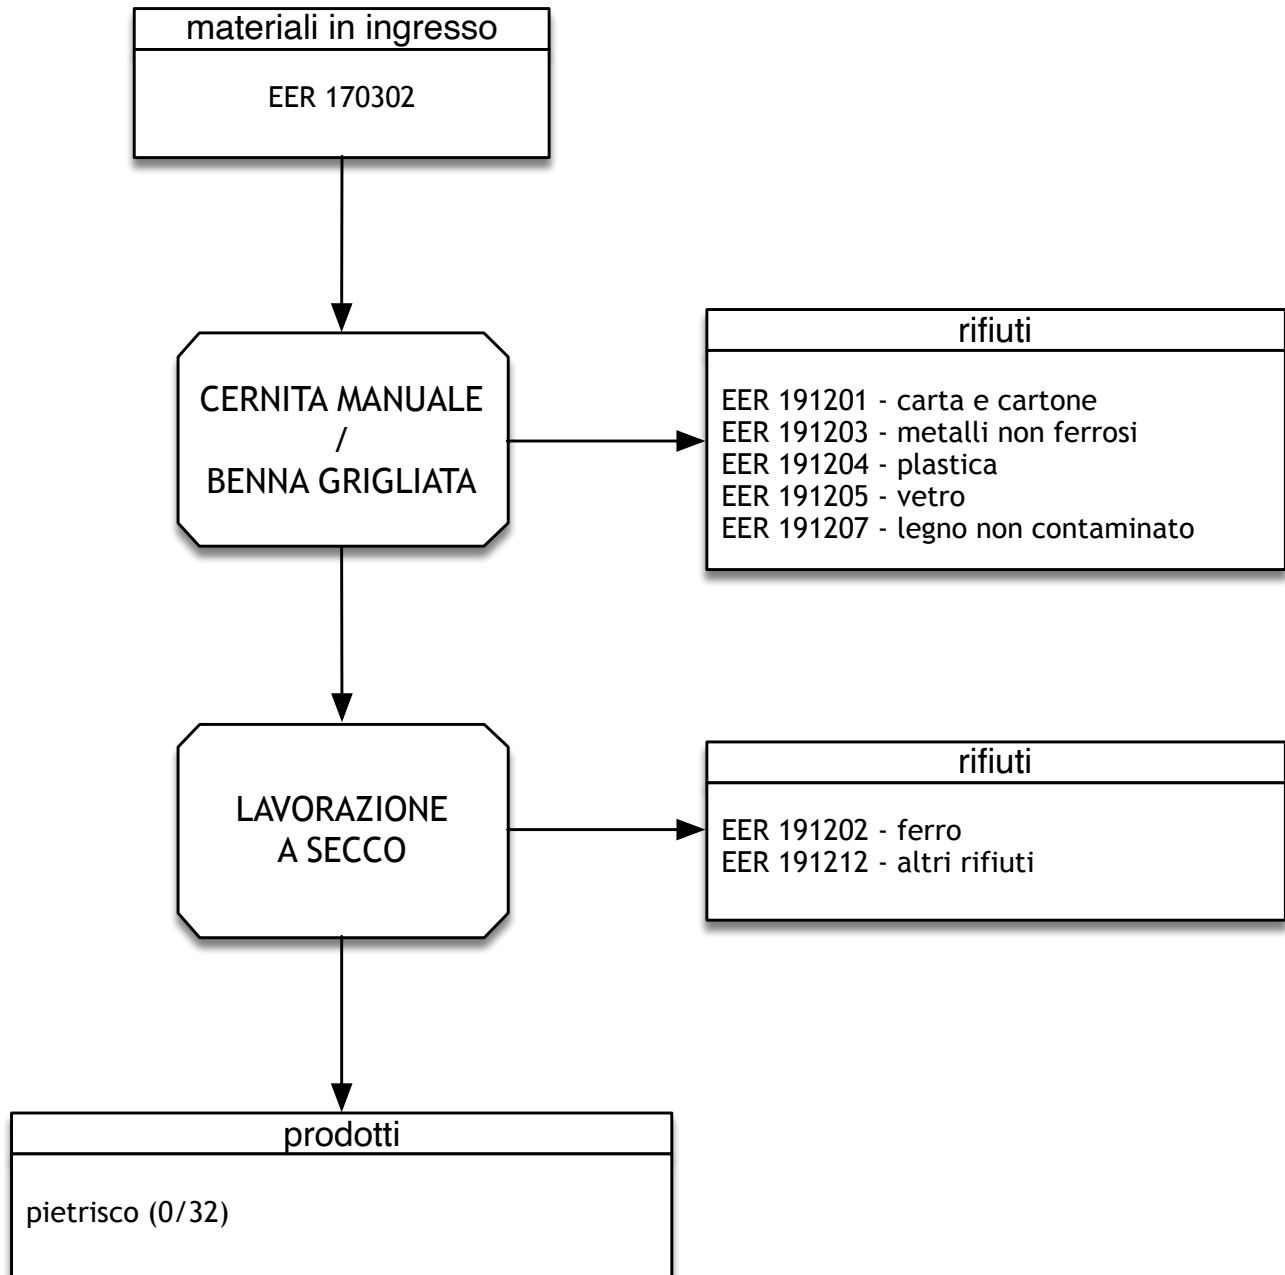 materiali in ingresso
EER 170302
CERNITA MANUALE
/
BENNA GRIGLIATA
rifiuti
EER 191201 - carta e cartone
EER 191203 - metalli non ferrosi
EER 191204 - plastica
EER 191205 - vetro
EER 191207 - legno non contaminato
LAVORAZIONE
A SECCO
rifiuti
EER 191202 - ferro
EER 191212 - altri rifiuti
prodotti
pietrisco (0/32)